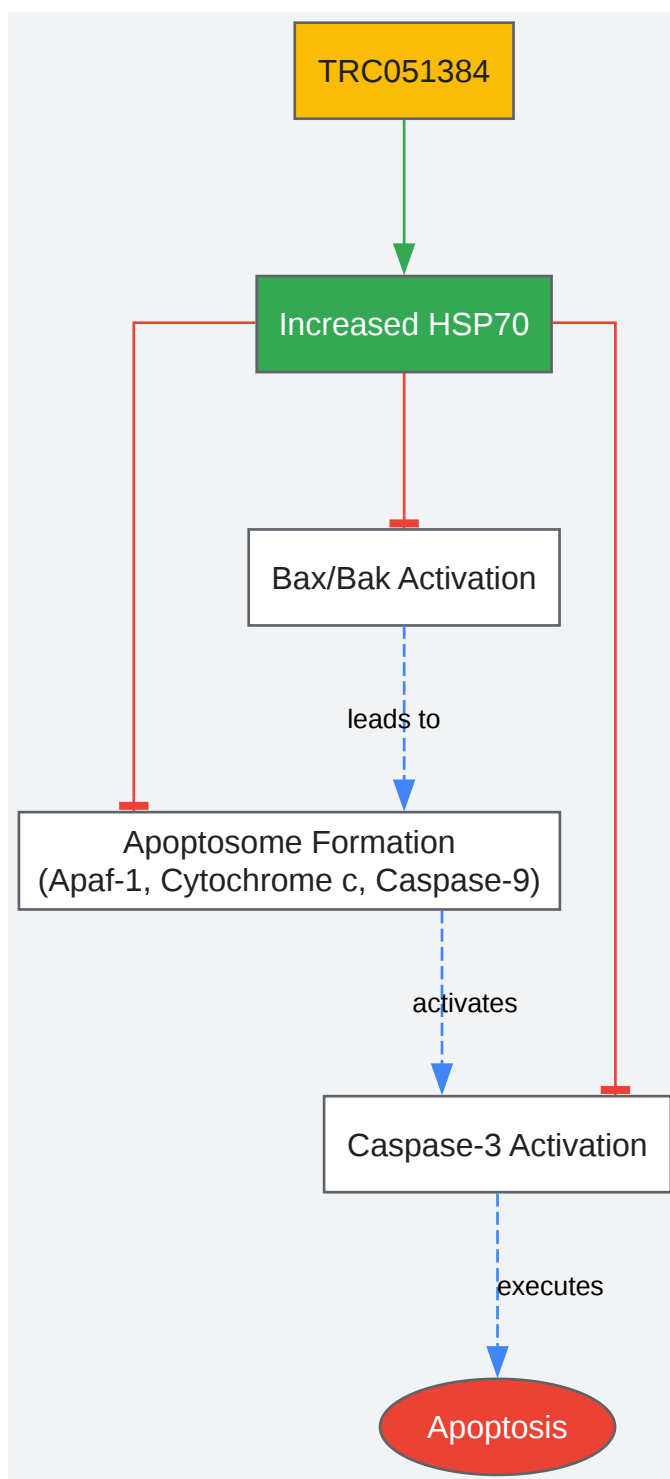 TRC051384
Increased HSP70
Bax/Bak Activation
leads to
Apoptosome Formation
(Apaf-1, Cytochrome c, Caspase-9)
activates
Caspase-3 Activation
executes
Apoptosis